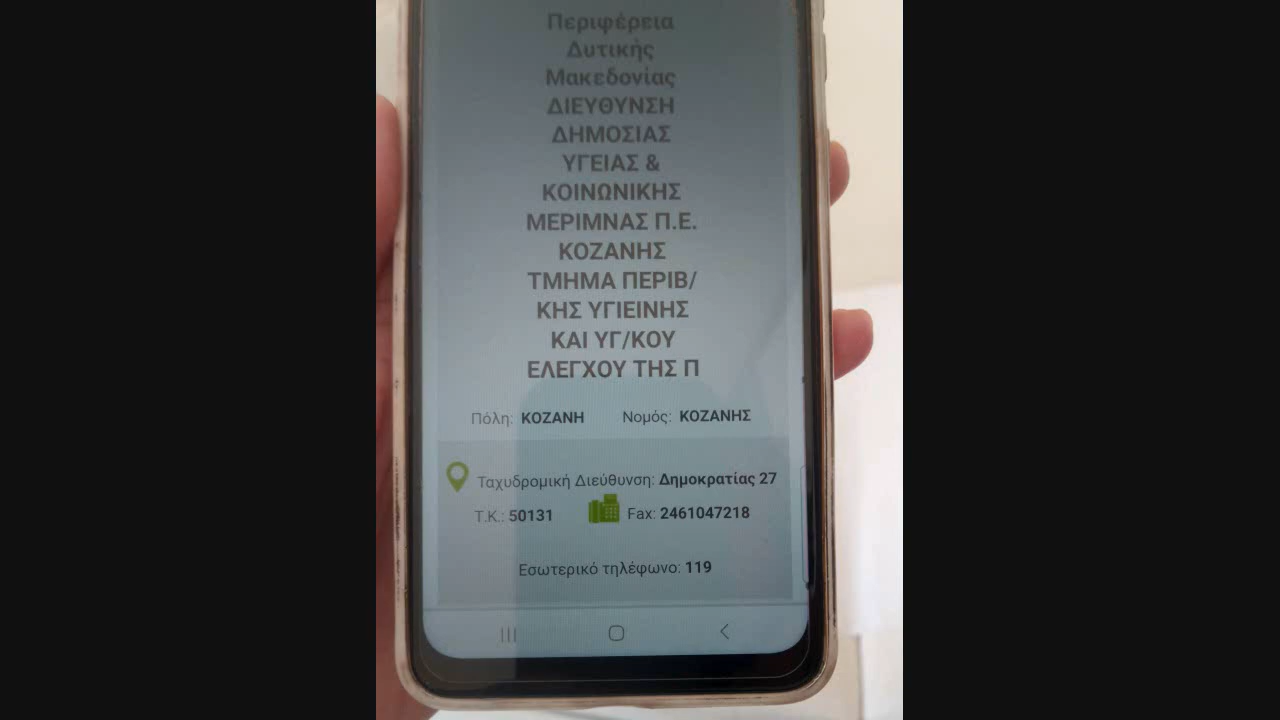 Περιφέρεια
Δυτικής
Μακεδονίας
ΔΙΕΥΘΥΝΣΗ
ΔΗΜΟΣΙΑΣ
ΥΓΕΙΑΣ &
ΚΟΙΝΩΝΙΚΗΣ
ΜΕΡΙΜΝΑΣ Π.Ε.
ΚΟΖΑΝΗΣ
ΤΜΗΜΑ ΠΕΡΙΒ/
ΚΗΣ ΥΓΙΕΙΝΗΣ
ΚΑΙ ΥΓ/ΚΟΥ
ΕΛΕΓΧΟΥ ΤΗΣ Π
Πόλη: ΚΟΖΑΝΗ Νομός: ΚΟΖΑΝΗΣ
Ταχυδρομική Διεύθυνση: Δημοκρατίας 27
Τ.Κ.: 50131 Fax: 2461047218
Εσωτερικό τηλέφωνο: 119